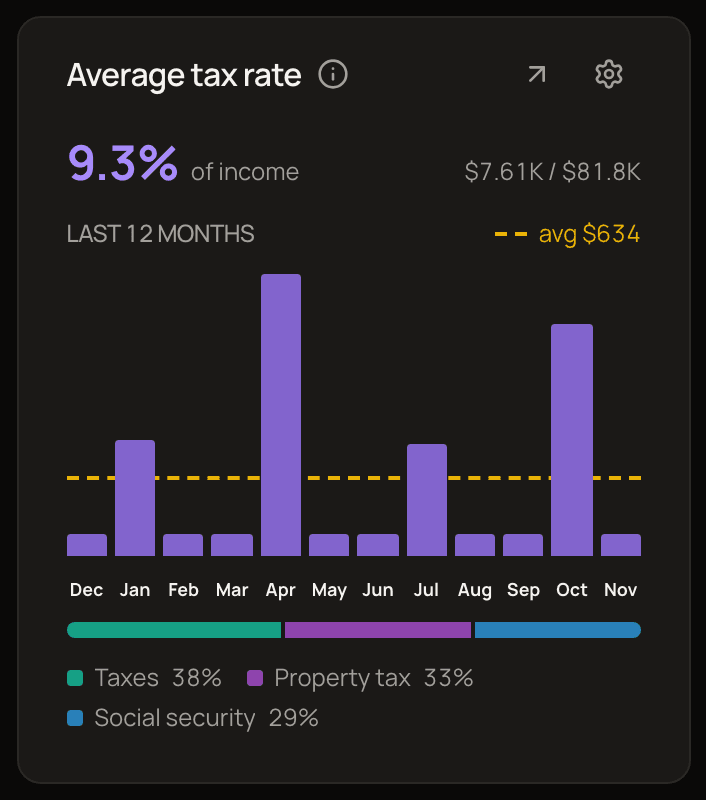 Average tax rate
9.3% of income $7.61K / $81.8K
LAST 12 MONTHS avg $634
Dec Jan Feb Mar Apr May Jun Jul Aug Sep Oct Nov
Taxes 38% Property tax 33%
Social security 29%